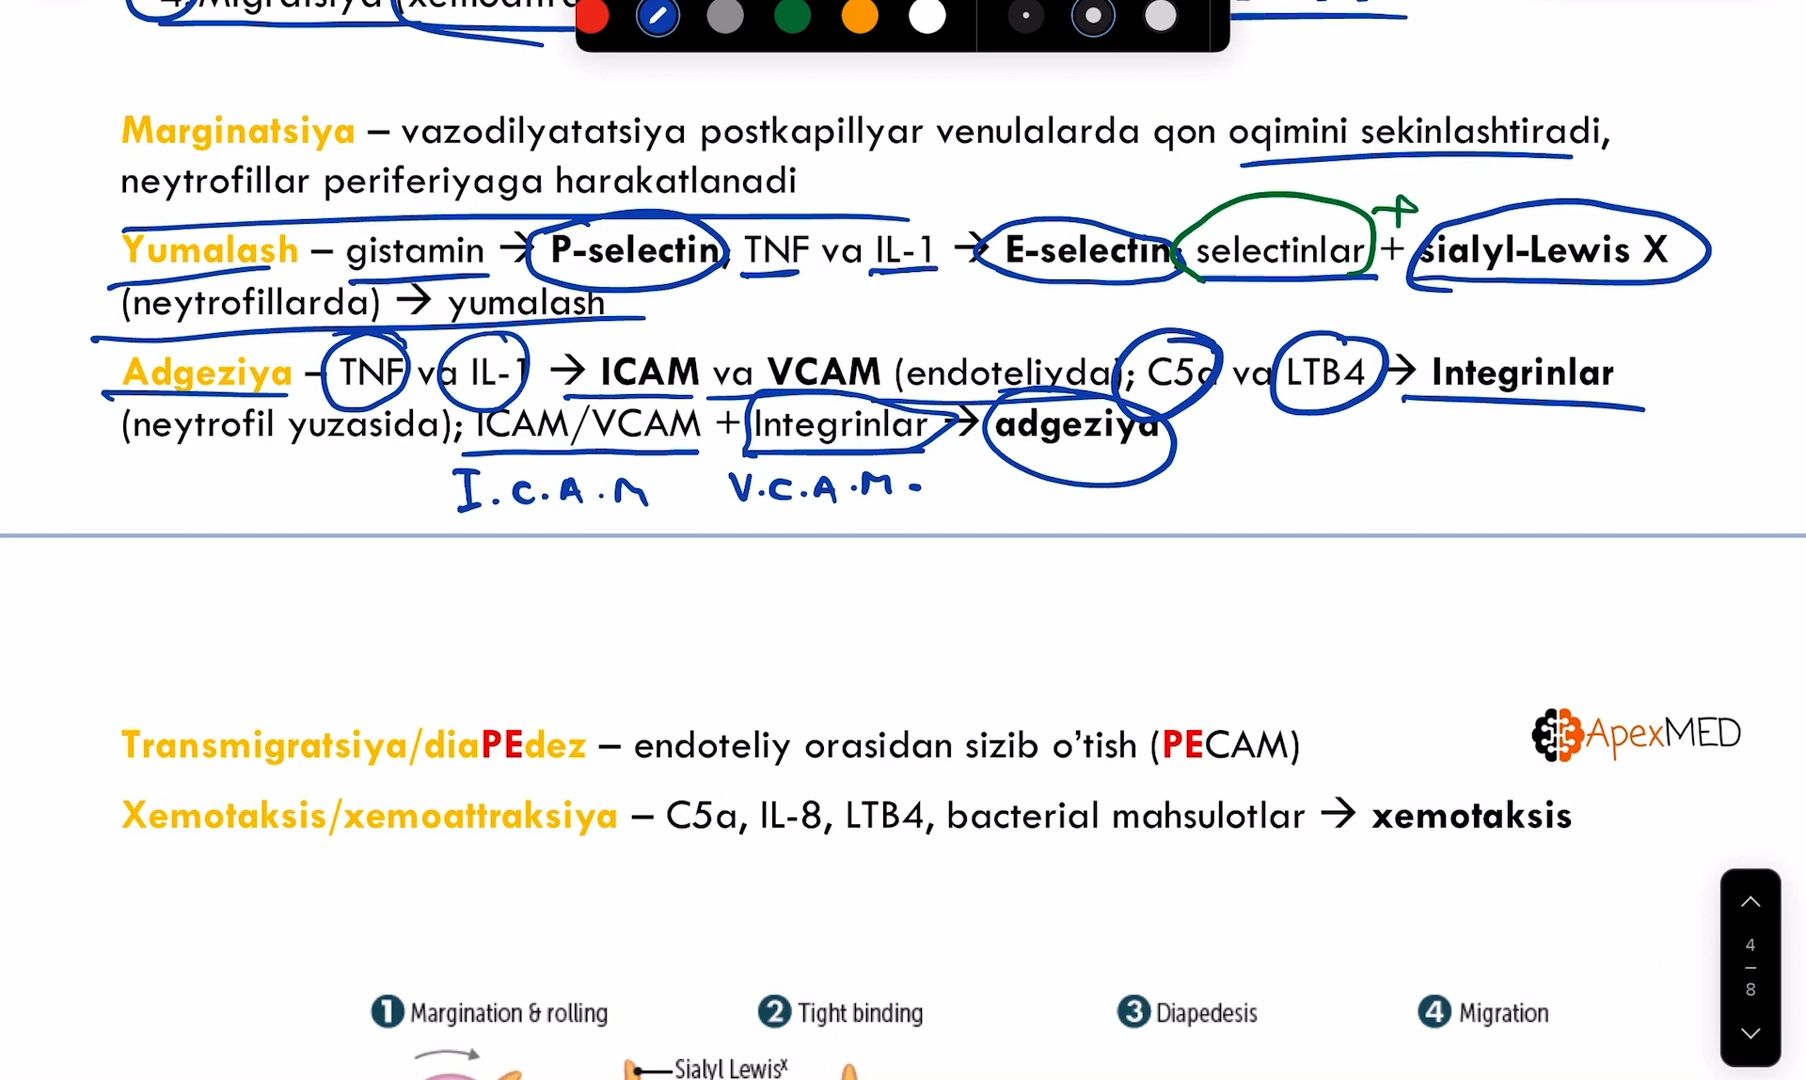 Marginatsiya – vazodilyatatsiya postkapillyar venulalarda qon oqimini sekinlashtiradi,
neytrofillar periferiyaga harakatlanadi
Yumalash – gistamin → P-selectin, TNF va IL-1 → E-selectin; selectinlar + sialyl-Lewis X
(neytrofillarda) → yumalash
Adgeziya – TNF va IL-1 → ICAM va VCAM (endoteliyda); C5a va LTB4 → Integrinlar
(neytrofil yuzasida); ICAM/VCAM + Integrinlar → adgeziya
I.C.A.M V.C.A.M.
Transmigratsiya/diaPEdez – endoteliy orasidan sizib o‘tish (PECAM)
ApexMED
Xemotaksis/xemoattraksiya – C5a, IL-8, LTB4, bacterial mahsulotlar → xemotaksis
4
8
1 Margination & rolling 2 Tight binding 3 Diapedesis 4 Migration
Sialyl Lewisˣ